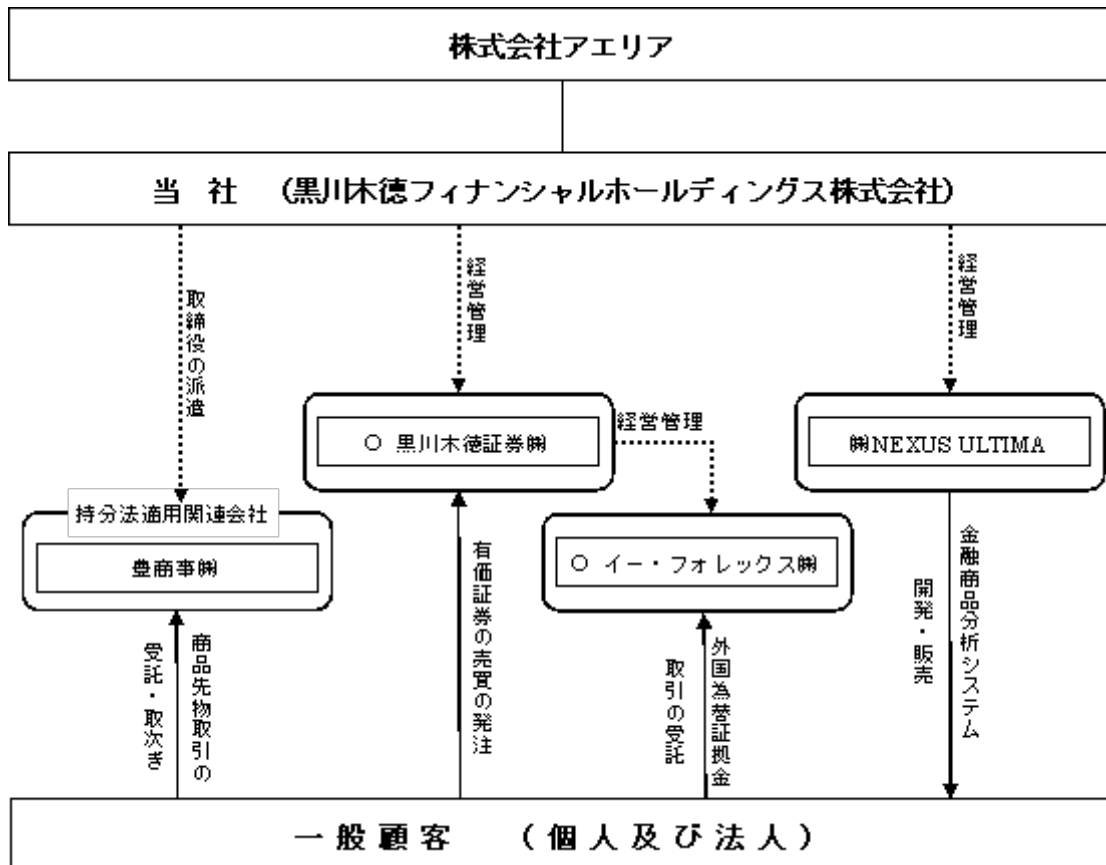 株式会社アエリア
当社 (黒川木徳フィナンシャルホールディングス株式会社)
取締役の派遣
経営管理
経営管理
○ 黒川木徳証券㈱
経営管理
㈱NEXUS ULTIMA
持分法適用関連会社
豊商事㈱
○ イー・フォレックス㈱
商品先物取引の
受託・取次ぎ
有価証券の売買の発注
外国為替証拠金
取引の受託
金融商品分析システム
開発・販売
一般顧客 (個人及び法人)